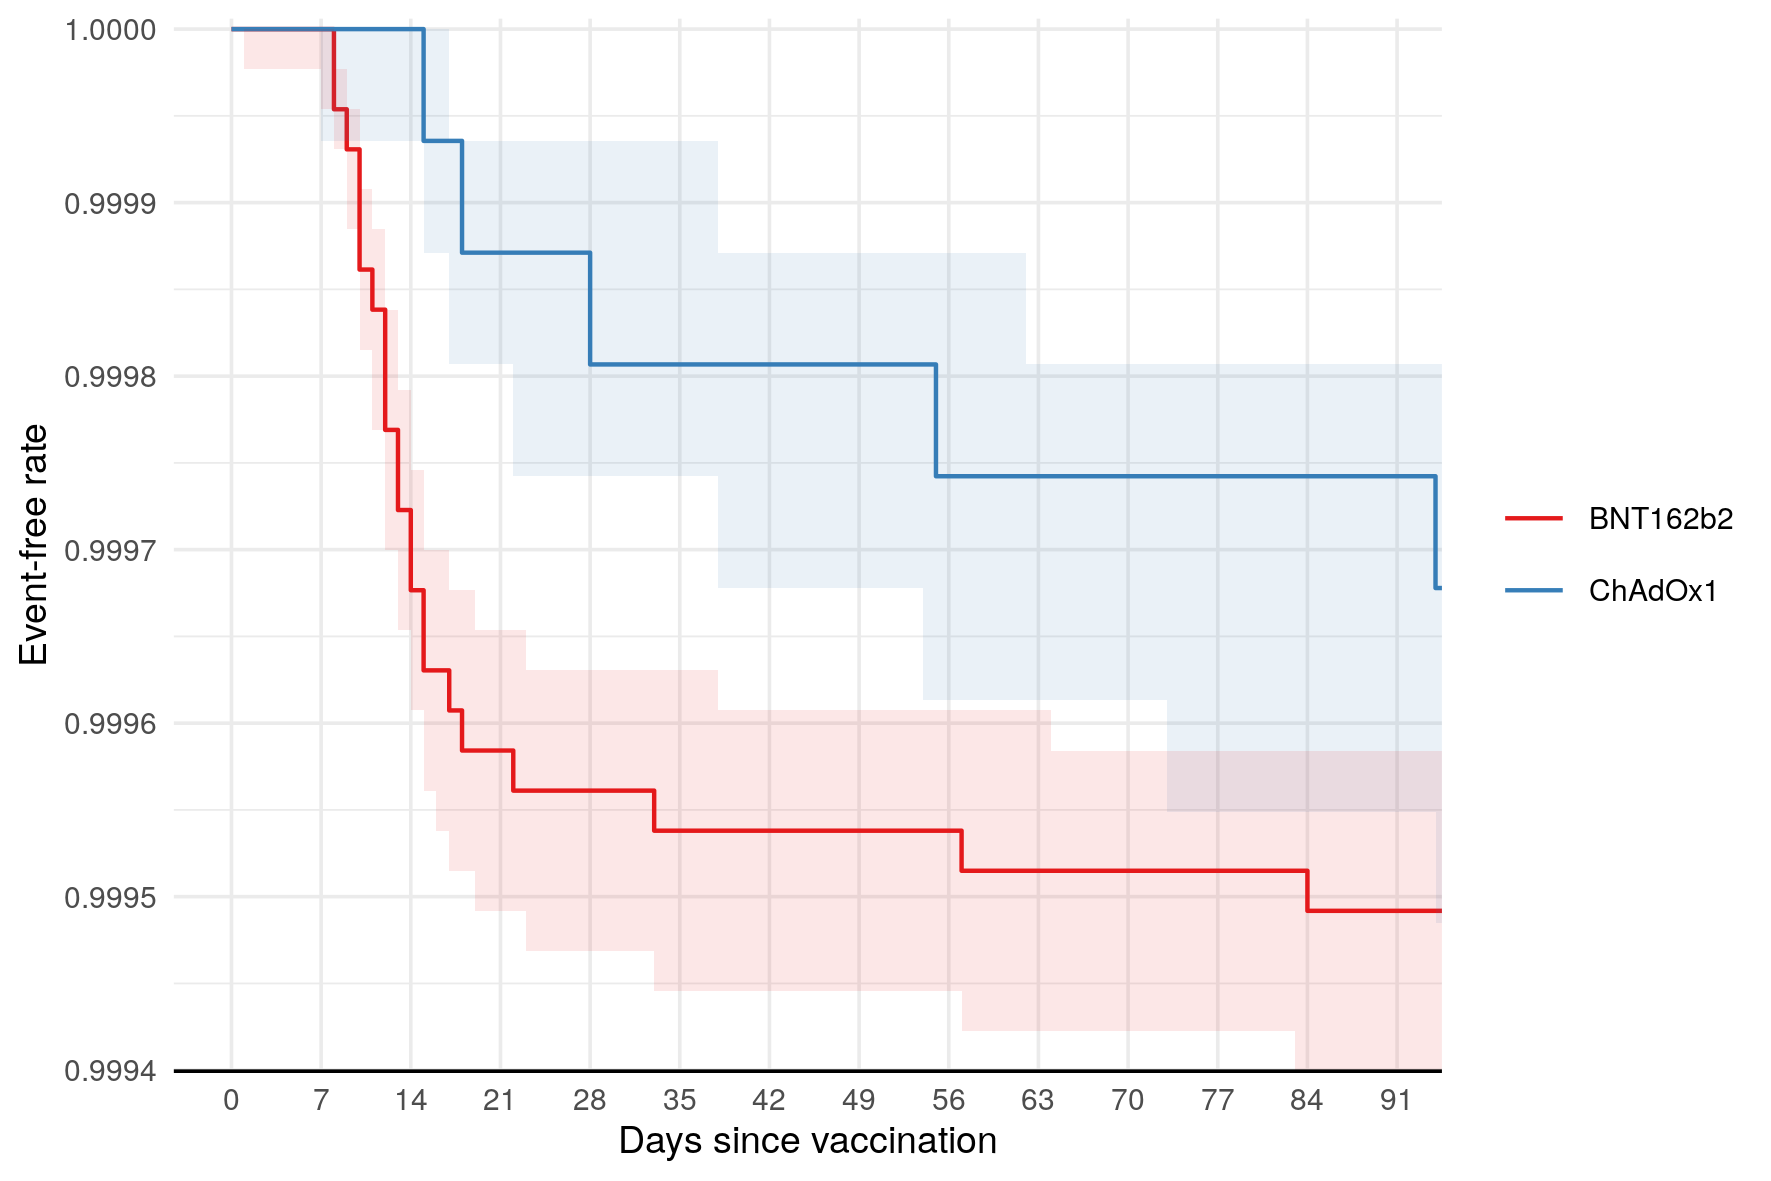 1.0000
0.9999
0.9998
0.9997
0.9996
0.9995
0.9994
Event-free rate
0 7 14 21 28 35 42 49 56 63 70 77 84 91
Days since vaccination
BNT162b2
ChAdOx1